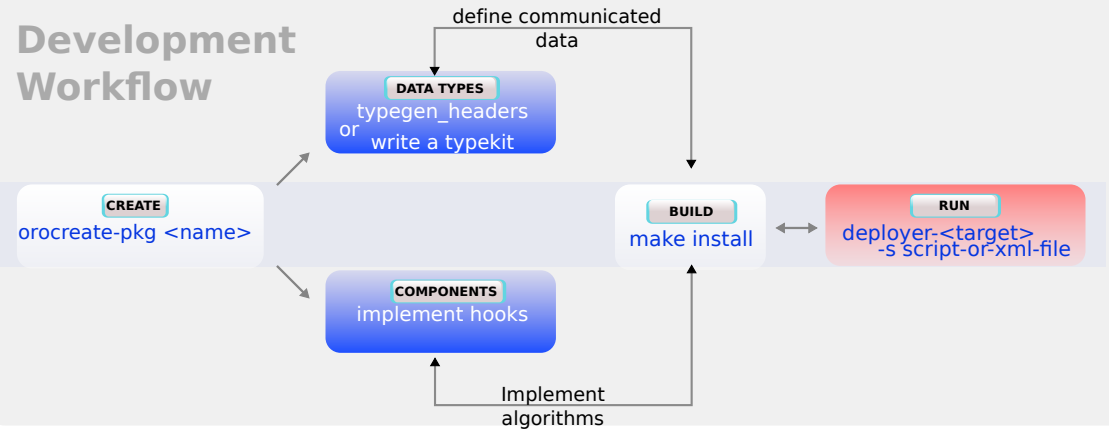 Development
Workflow
define communicated
data
DATA TYPES
typegen_headers
or
write a typekit
CREATE
orocreate-pkg <name>
BUILD
make install
RUN
deployer-<target>
-s script-or-xml-file
COMPONENTS
implement hooks
Implement
algorithms